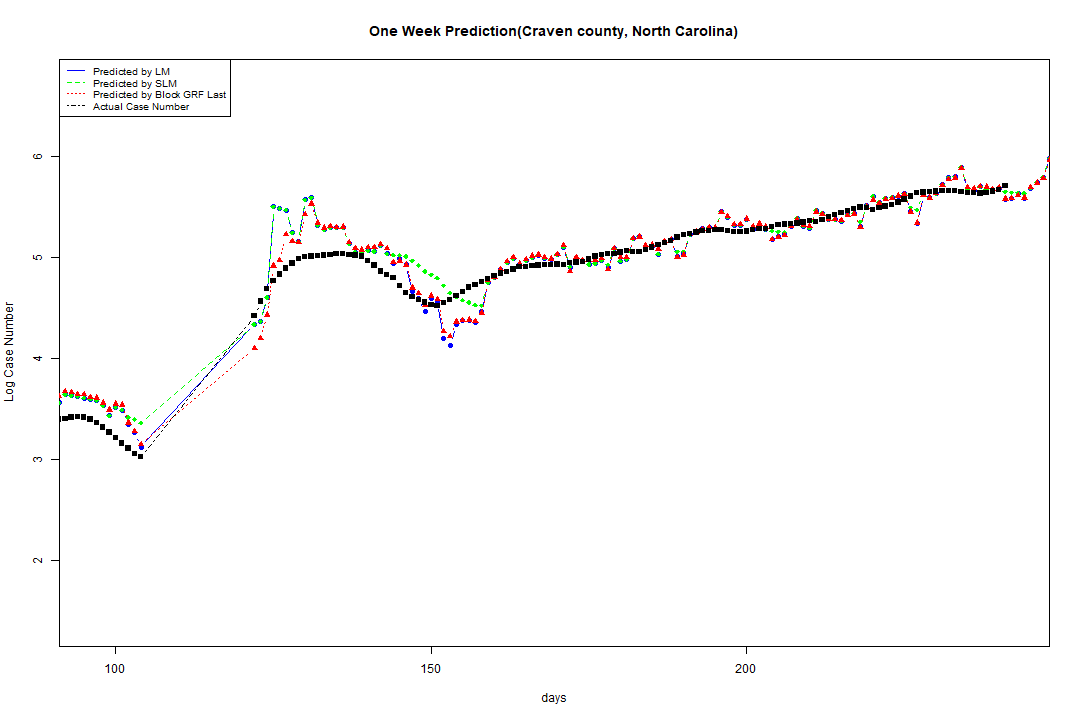 One Week Prediction(Craven county, North Carolina)
Predicted by LM
Predicted by SLM
Predicted by Block GRF Last
Actual Case Number
6
5
4
3
2
Log Case Number
100 150 200
days